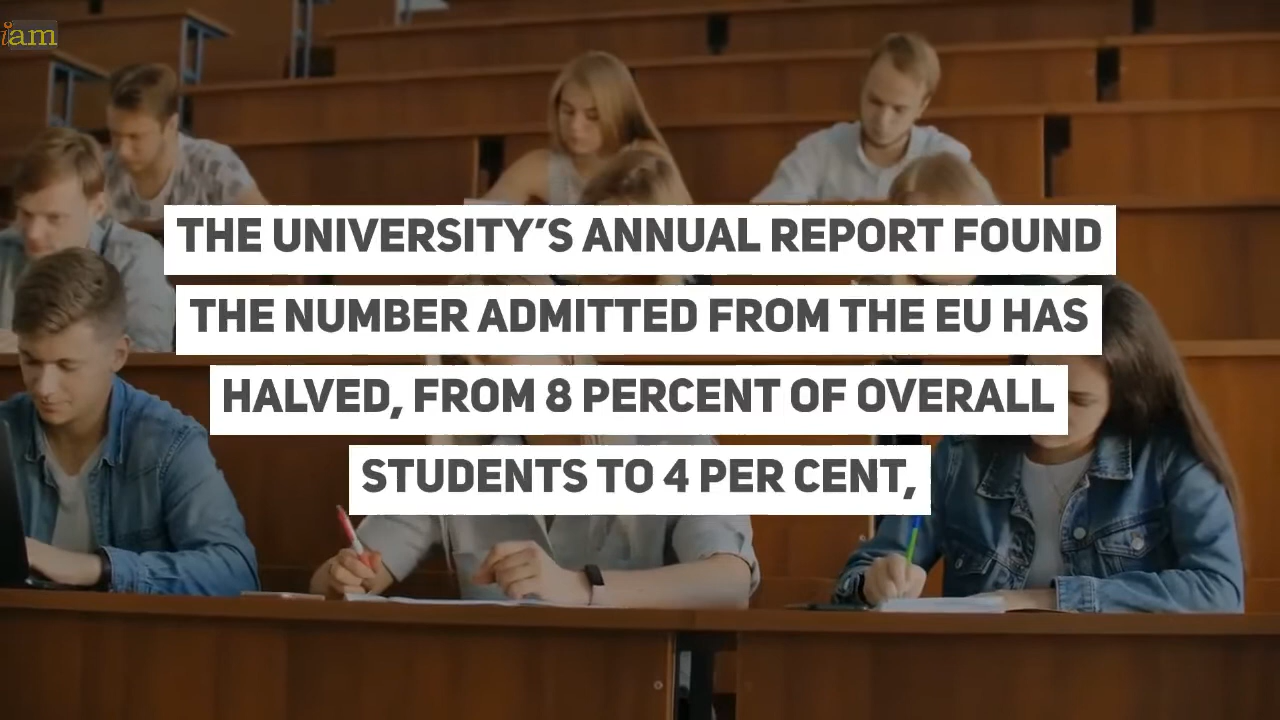 iam
THE UNIVERSITY'S ANNUAL REPORT FOUND
THE NUMBER ADMITTED FROM THE EU HAS
HALVED, FROM 8 PERCENT OF OVERALL
STUDENTS TO 4 PER CENT,